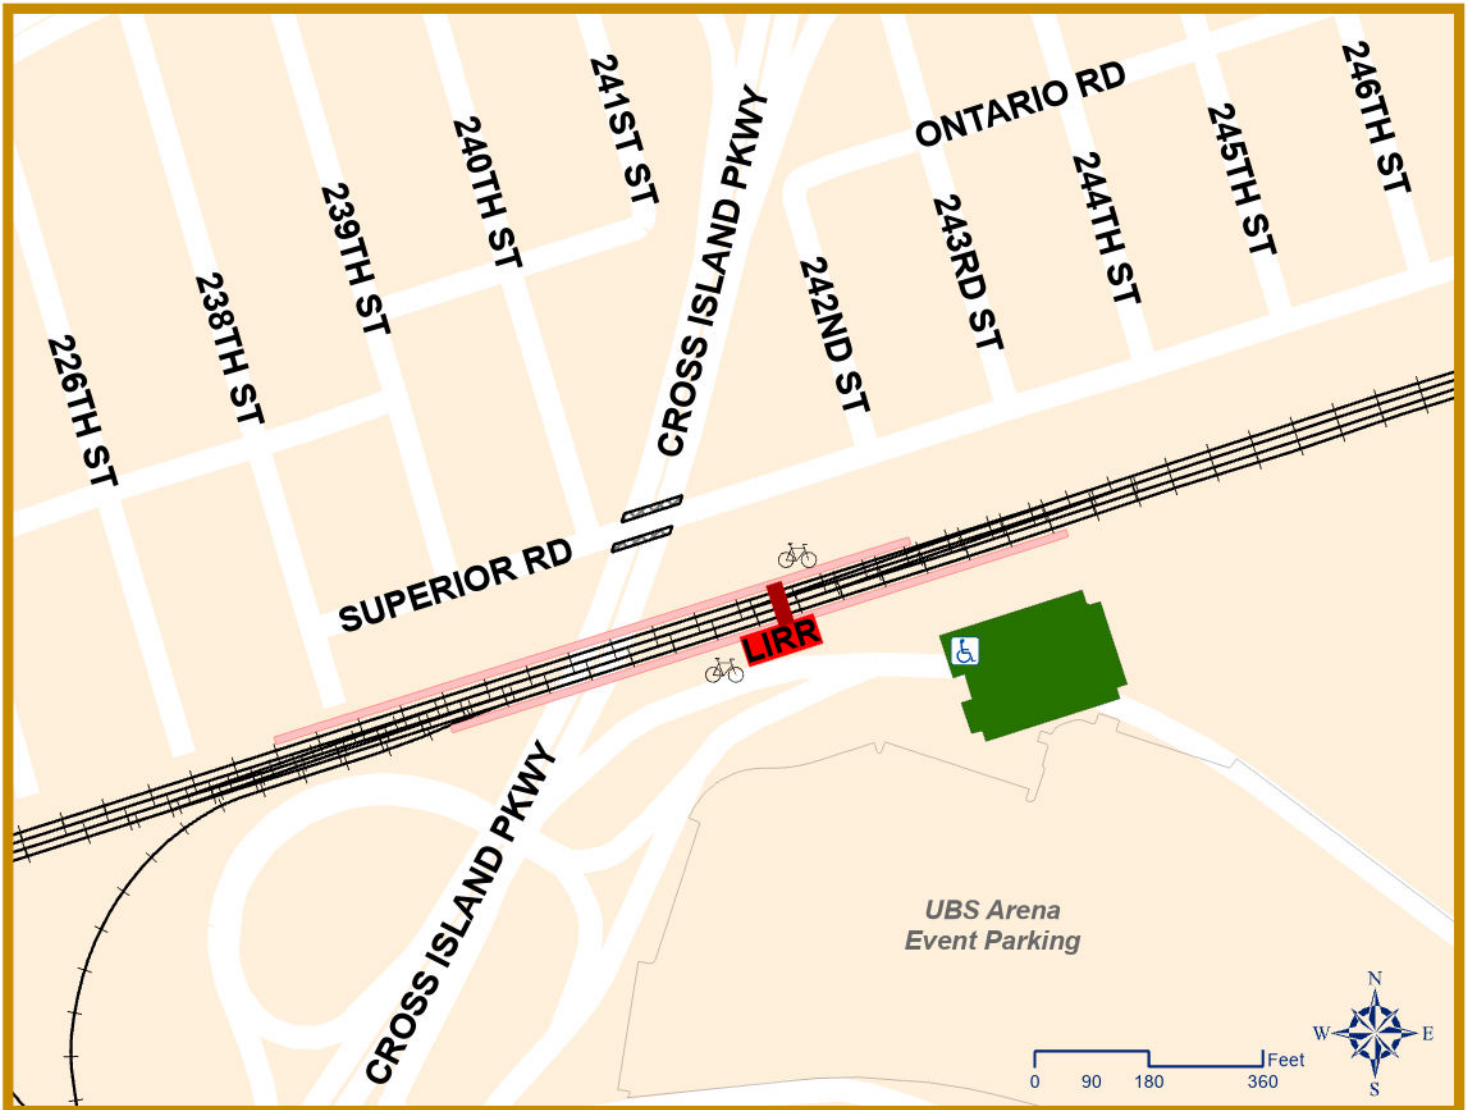 241ST ST
240TH ST
239TH ST
238TH ST
226TH ST
CROSS ISLAND PKWY
ONTARIO RD
246TH ST
245TH ST
244TH ST
243RD ST
242ND ST
SUPERIOR RD
LIRR
CROSS ISLAND PKWY
UBS Arena
Event Parking
N
W E
S
Feet
0 90 180 360